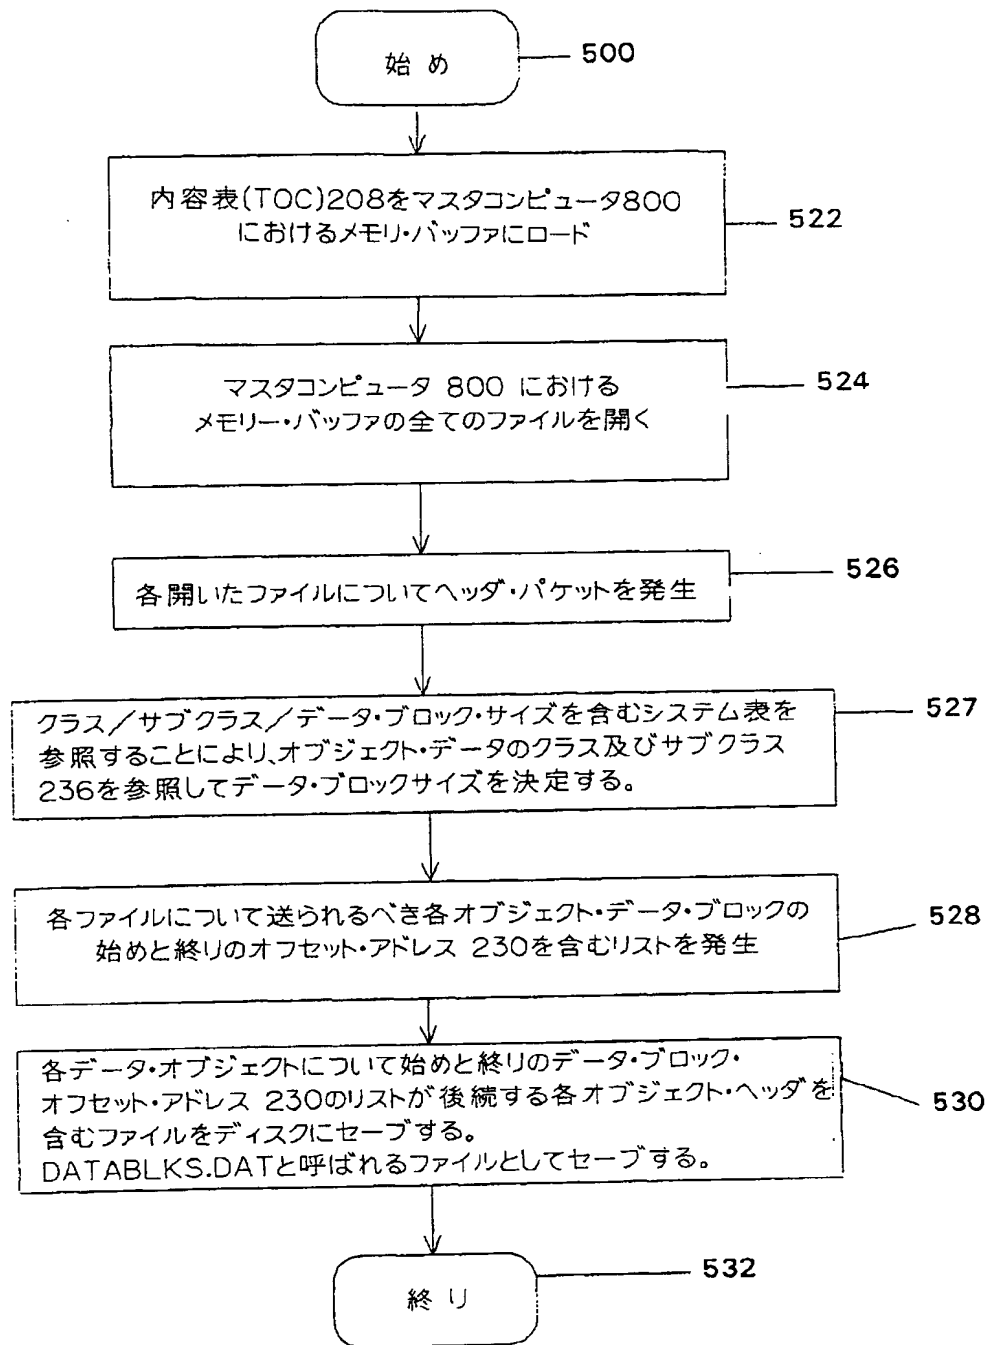 始め
500
内容表(TOC)208をマスタコンピュータ800
におけるメモリ・バッファにロード
522
マスタコンピュータ 800 における
メモリー・バッファの全てのファイルを開く
524
各開いたファイルについてヘッダ・パケットを発生
526
クラス/サブクラス/データ・ブロック・サイズを含むシステム表を
参照することにより、オブジェクト・データのクラス及びサブクラス
236を参照してデータ・ブロックサイズを決定する。
527
各ファイルについて送られるべき各オブジェクト・データ・ブロックの
始めと終りのオフセット・アドレス 230を含むリストを発生
528
各データ・オブジェクトについて始めと終りのデータ・ブロック・
オフセット・アドレス 230のリストが後続する各オブジェクト・ヘッダを
含むファイルをディスクにセーブする。
DATABLKS.DATと呼ばれるファイルとしてセーブする。
530
終り
532